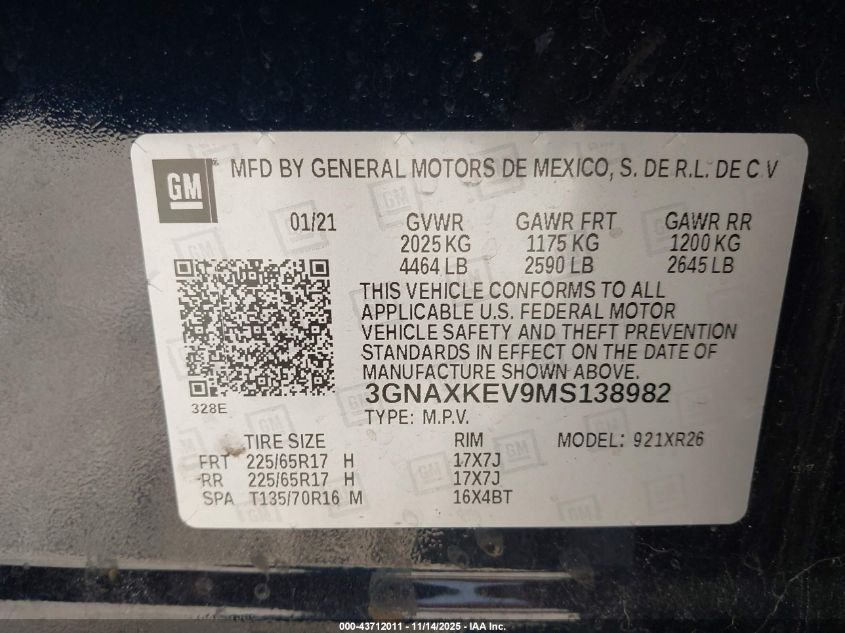 GM
MFD BY GENERAL MOTORS DE MEXICO, S. DE R.L. DE C V
01/21 GVWR GAWR FRT GAWR RR
2025 KG 1175 KG 1200 KG
4464 LB 2590 LB 2645 LB
THIS VEHICLE CONFORMS TO ALL
APPLICABLE U.S. FEDERAL MOTOR
VEHICLE SAFETY AND THEFT PREVENTION
STANDARDS IN EFFECT ON THE DATE OF
MANUFACTURE SHOWN ABOVE.
3GNAXKEV9MS138982
328E
TYPE: M.P.V.
TIRE SIZE RIM MODEL: 921XR26
FRT 225/65R17 H 17X7J
RR 225/65R17 H 17X7J
SPA T135/70R16 M 16X4BT
000-43712011 - 11/14/2025 - IAA Inc.